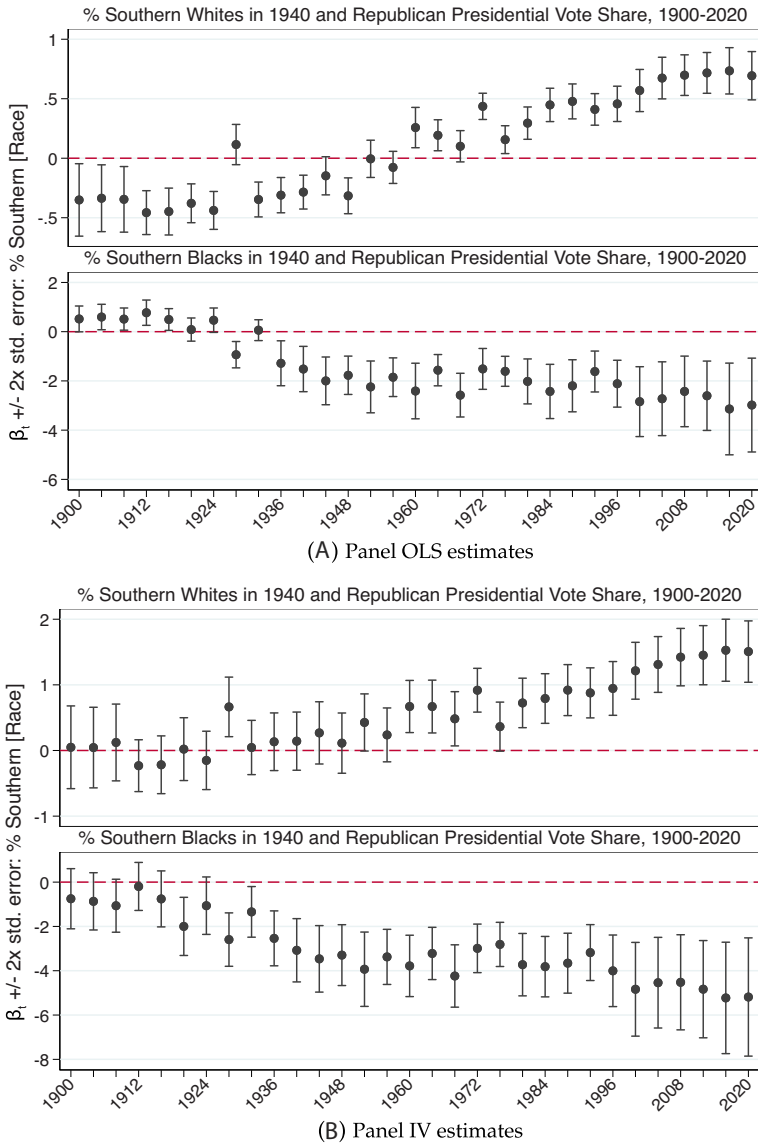 % Southern Whites in 1940 and Republican Presidential Vote Share, 1900-2020
1
.5
0
-.5
% Southern Blacks in 1940 and Republican Presidential Vote Share, 1900-2020
2
0
-2
-4
-6
βt +/- 2x std. error: % Southern [Race]
1900 1912 1924 1936 1948 1960 1972 1984 1996 2008 2020
(A) Panel OLS estimates
% Southern Whites in 1940 and Republican Presidential Vote Share, 1900-2020
2
1
0
-1
% Southern Blacks in 1940 and Republican Presidential Vote Share, 1900-2020
0
-2
-4
-6
-8
βt +/- 2x std. error: % Southern [Race]
1900 1912 1924 1936 1948 1960 1972 1984 1996 2008 2020
(B) Panel IV estimates